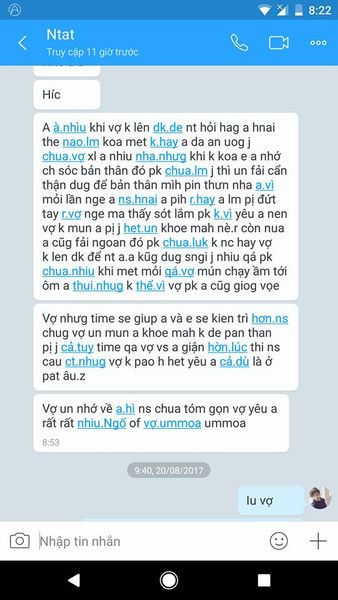 8:22
Ntat
Truy cập 11 giờ trước
Híc
A à.nhìu khi vợ k lên dk.de nt hỏi hag a hnai
the nao.lm koa met k.hay a da an uog j
chua.vợ xl a nhiu nha.nhưg khi k koa e a nhớ
ch sóc bản thân đó pk chua.lm j thì un fải cẩn
thận dug để bản thân mìh pin thưn nha a.vì
mỏi lần nge a ns.hnai a pih r.hay a lm pị đứt
tay r.vợ nge ma thấy sót lắm pk k.vì yêu a nen
vợ k mun a pị j het.un khoe mah nè.r còn nua
a cũg fải ngoan đó pk chua.luk k nc hay vợ
k len dk để nt a.a kũg dug sngi j nhiu qá pk
chua.nhiu khi met mỏi qá.vợ mún chạy ầm tới
ôm a thui.nhug k thể.vì vợ pk a cũg giog vọe
Vợ nhưg time se giup a và e se kien trì hơn.ns
chug vợ un mun a khoe mah k de pan than
pị j cả.tuy time qa vợ vs a giận hờn.lúc thi ns
cau ct.nhug vợ k pao h het yêu a cả.dù là ở
pat âu.z
Vợ un nhớ về a.hì ns chua tóm gọn vợ yêu a
rất rất nhiu.Ngố of vợ.ummoa ummoa
8:53
9:40, 20/08/2017
Iu vợ
Nhập tin nhắn